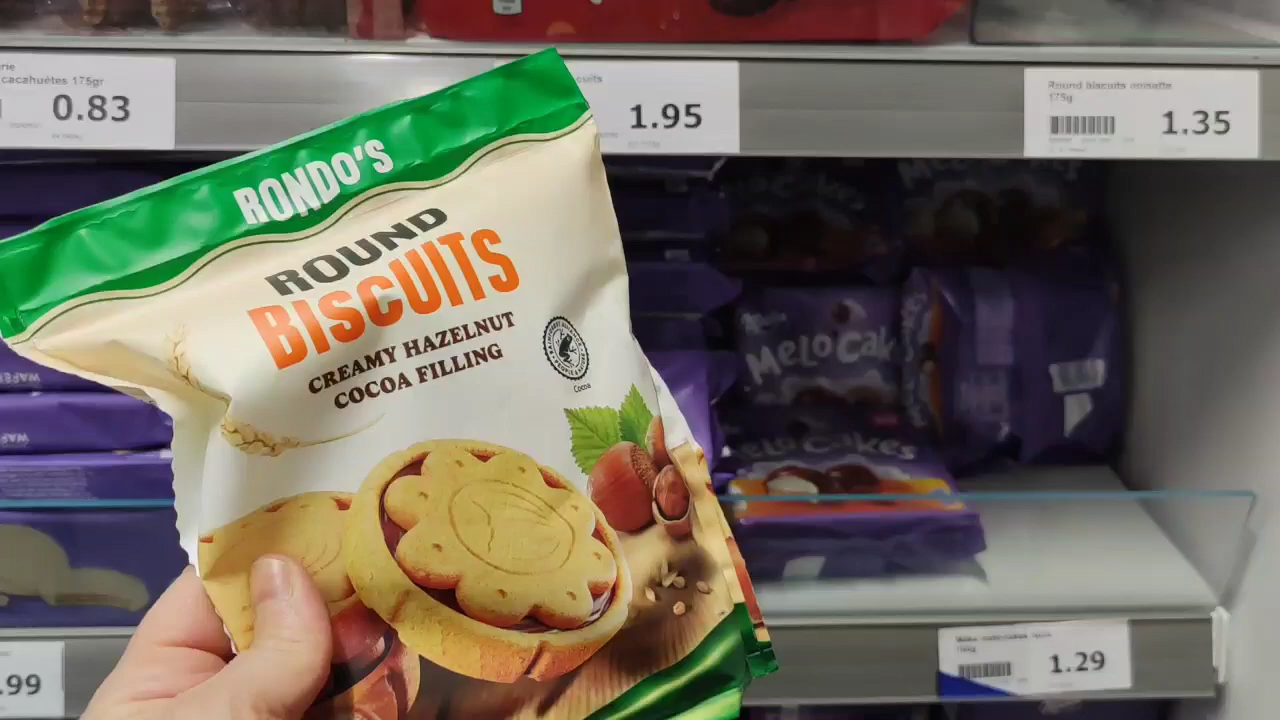 cacahuètes 175gr
0.83
1.95
Round biscuits noisette
175g
1.35
RONDO'S
ROUND
BISCUITS
CREAMY HAZELNUT
COCOA FILLING
Cocoa
MeloCakes
MeloCakes
1.29
.99